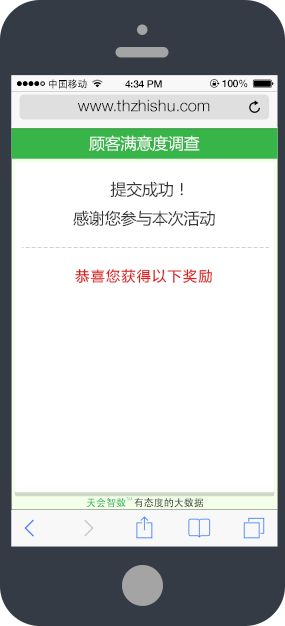 中国移动 4:34 PM 100%
www.thzhishu.com
顾客满意度调查
提交成功！
感谢您参与本次活动
恭喜您获得以下奖励
天会智数™ 有态度的大数据